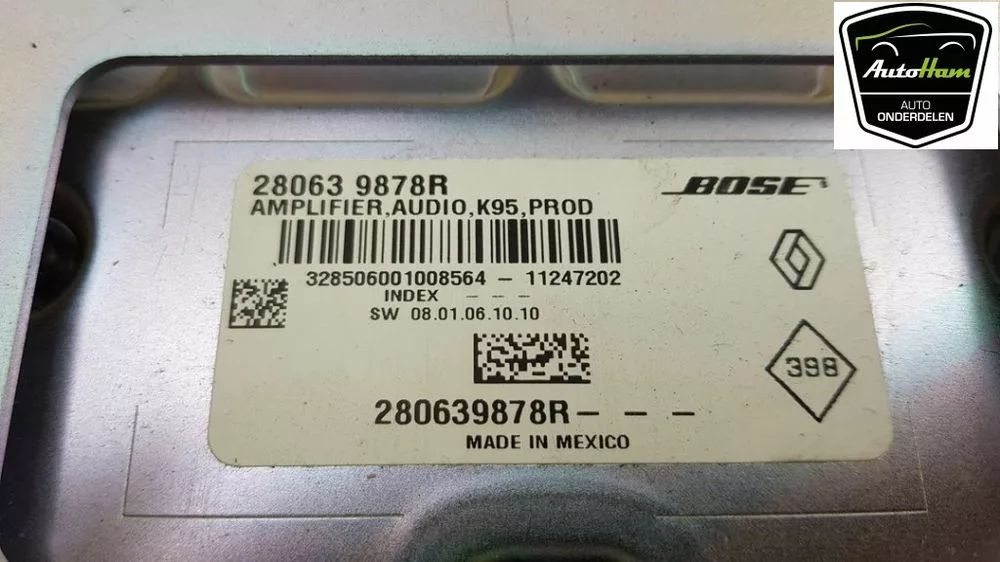 AutoHam
AUTO
ONDERDELEN
28063 9878R
BOSE
AMPLIFIER,AUDIO,K95,PROD
328506001008564 - 11247202
INDEX - - -
SW 08.01.06.10.10
398
280639878R- - -
MADE IN MEXICO